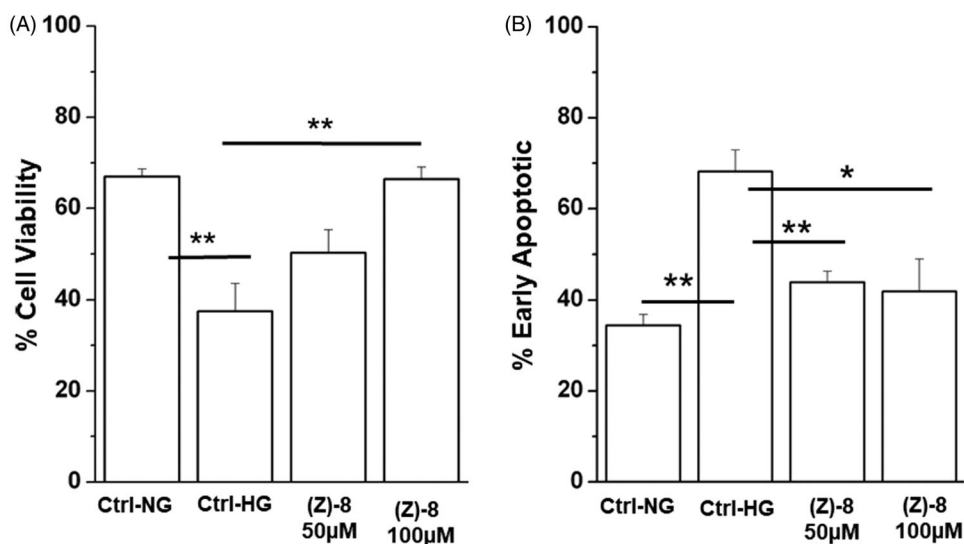 (A)
% Cell Viability
100
80
60
40
20
0
**
**
Ctrl-NG
Ctrl-HG
(Z)-8
50µM
(Z)-8
100µM
(B)
% Early Apoptotic
100
80
60
40
20
0
**
**
*
Ctrl-NG
Ctrl-HG
(Z)-8
50µM
(Z)-8
100µM